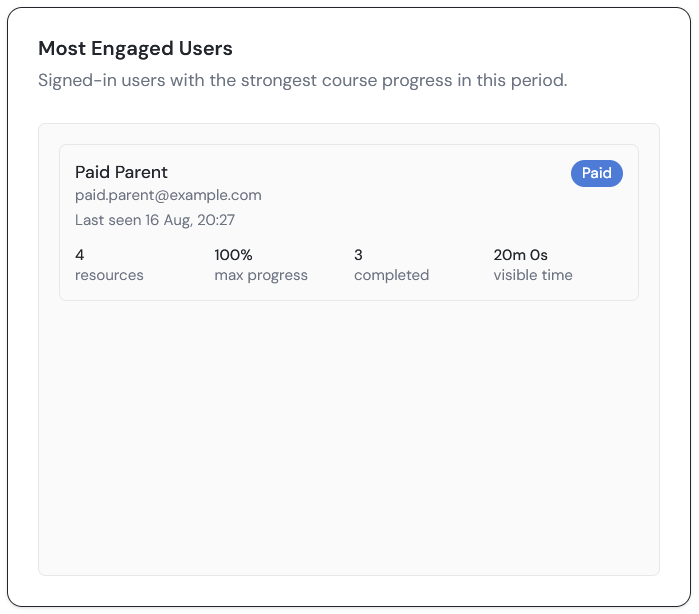 Most Engaged Users
Signed-in users with the strongest course progress in this period.
Paid Parent
Paid
paid.parent@example.com
Last seen 16 Aug, 20:27
4
resources
100%
max progress
3
completed
20m 0s
visible time